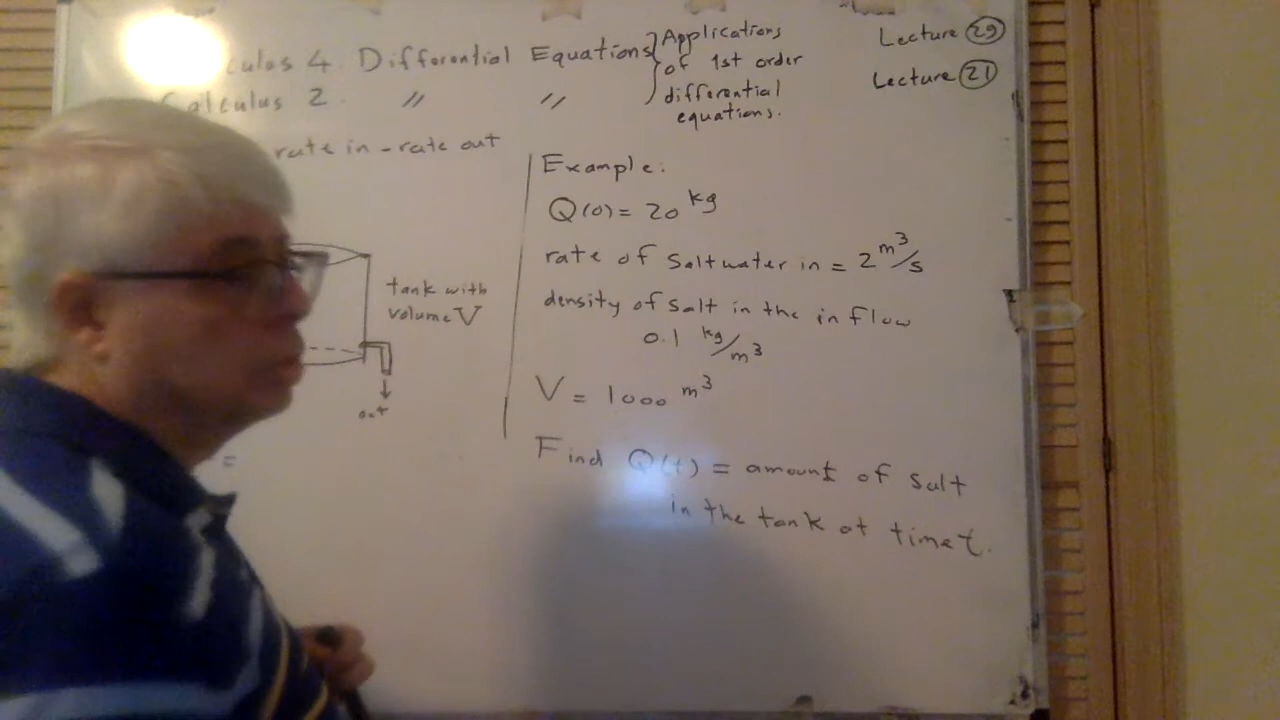 culus 4. Differential Equations } Applications
of 1st order
differential
equations.
Calculus 2. " "
Lecture 29
Lecture 21
rate in - rate out
tank with
volume V
out
=
Example:
Q(0) = 20 kg
rate of saltwater in = 2 m³/s
density of salt in the inflow
0.1 kg/m³
V = 1000 m³
Find Q(t) = amount of salt
in the tank at time t.